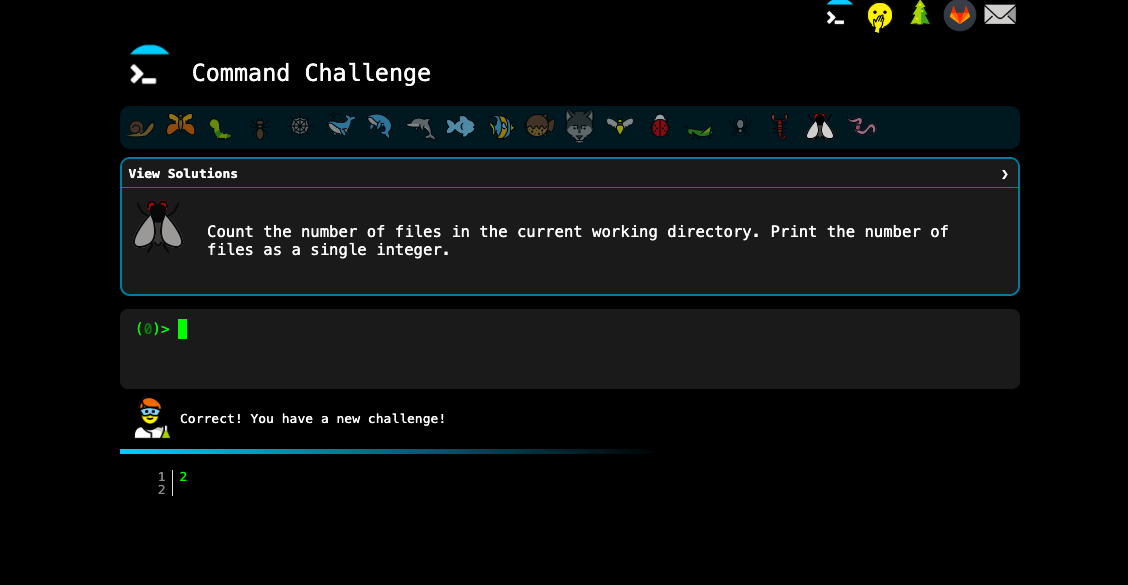 Command Challenge
View Solutions ❯
Count the number of files in the current working directory. Print the number of
files as a single integer.
(0)>
Correct! You have a new challenge!
1 2
2